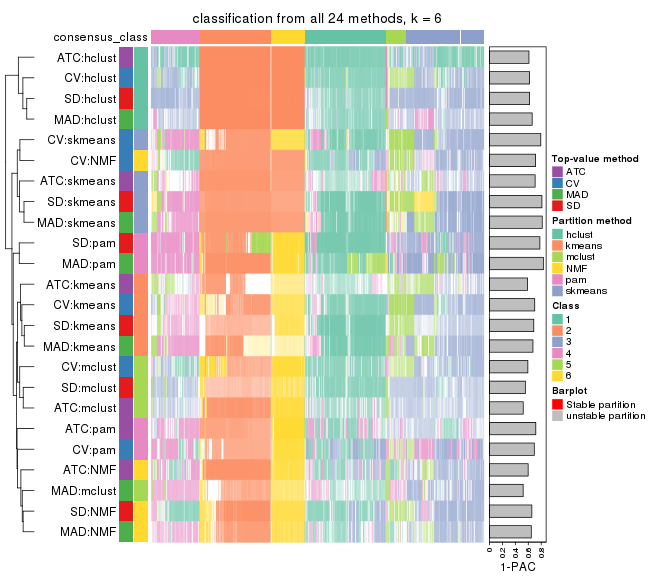 classification from all 24 methods, k = 6
consensus_class
ATC:hclust
CV:hclust
SD:hclust
MAD:hclust
CV:skmeans
CV:NMF
ATC:skmeans
SD:skmeans
MAD:skmeans
SD:pam
MAD:pam
ATC:kmeans
CV:kmeans
SD:kmeans
MAD:kmeans
CV:mclust
SD:mclust
ATC:mclust
ATC:pam
CV:pam
ATC:NMF
MAD:mclust
SD:NMF
MAD:NMF
0
0.2
0.4
0.6
0.8
1-PAC
Top-value method
ATC
CV
MAD
SD
Partition method
hclust
kmeans
mclust
NMF
pam
skmeans
Class
1
2
3
4
5
6
Barplot
Stable partition
unstable partition